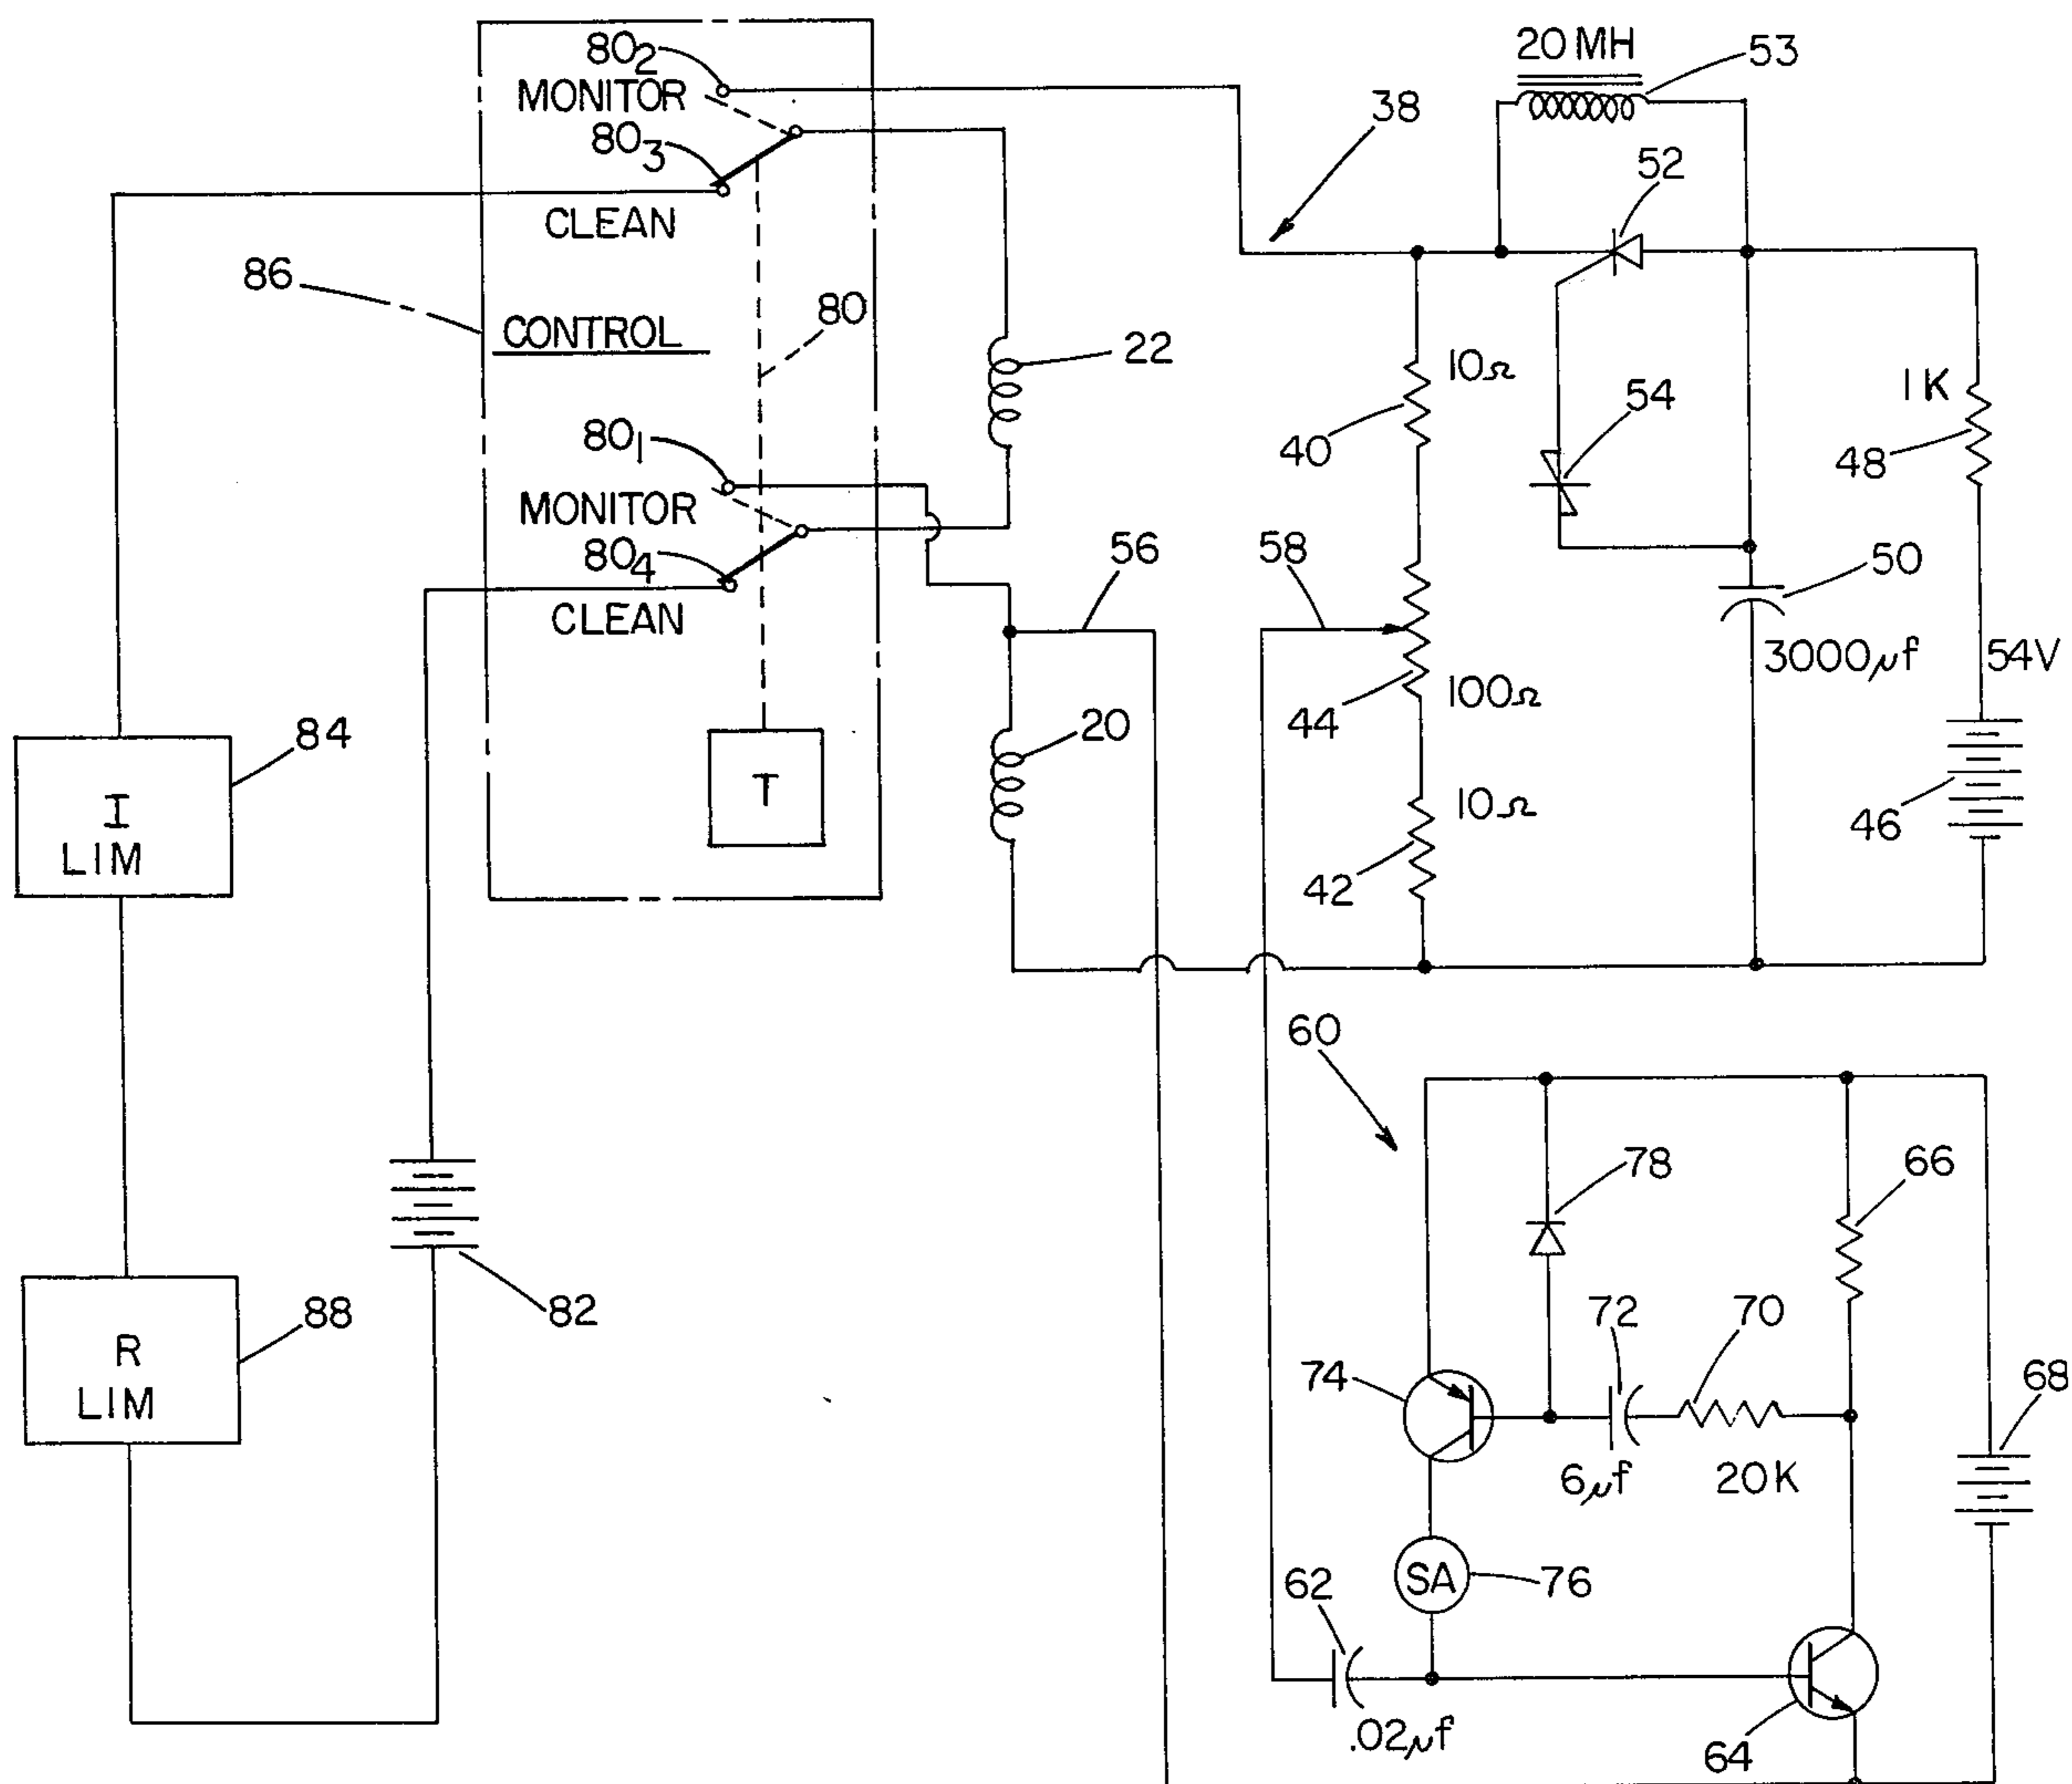 80₂
MONITOR
80₃
CLEAN
20 MH
53
38
52
86
CONTROL
80
22
10Ω
40
54
1K
48
80₁
MONITOR
80₄
CLEAN
56
58
50
3000μf
54V
84
I
LIM
T
20
44
100Ω
10Ω
42
46
60
78
66
88
R
LIM
82
72
70
74
68
6μf
20K
SA
76
62
.02μf
64